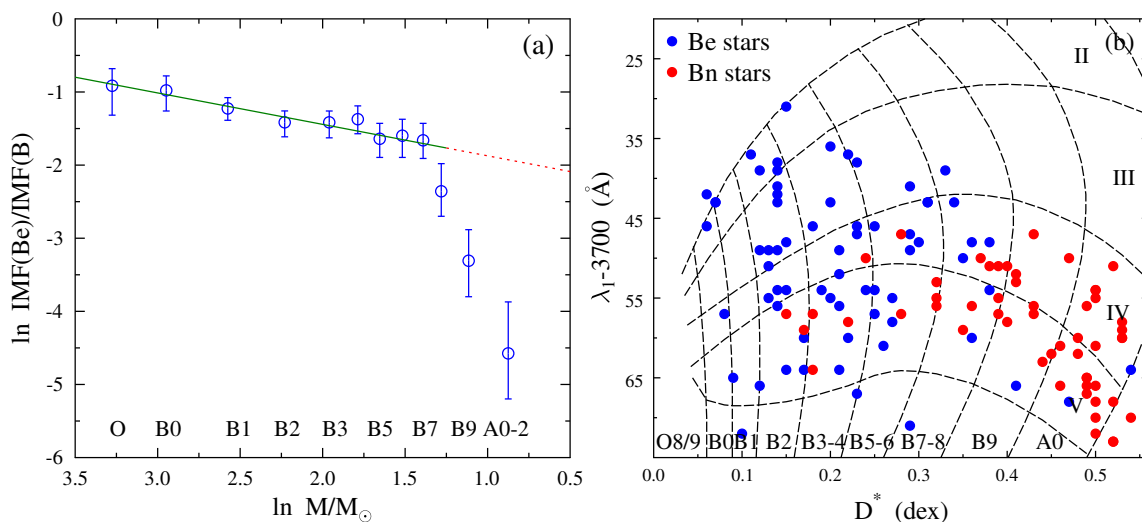 (a)
ln IMF(Be)/IMF(B)
0
-1
-2
-3
-4
-5
-6
O B0 B1 B2 B3 B5 B7 B9 A0-2
3.5 3.0 2.5 2.0 1.5 1.0 0.5
ln M/M⊙
(b)
Be stars
Bn stars
II
III
IV
V
λ₁-3700 (Å)
25
35
45
55
65
O8/9 B0 B1 B2 B3-4 B5-6 B7-8 B9 A0
0.0 0.1 0.2 0.3 0.4 0.5
D* (dex)